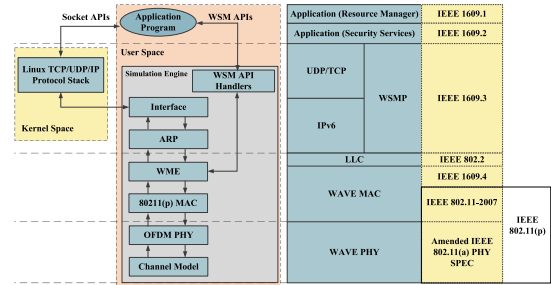 Socket APIs
Application
Program
WSM APIs
User Space
Linux TCP/UDP/IP
Protocol Stack
Kernel Space
Simulation Engine
WSM API
Handlers
Interface
ARP
WME
80211(p) MAC
OFDM PHY
Channel Model
Application (Resource Manager)
IEEE 1609.1
Application (Security Services)
IEEE 1609.2
UDP/TCP
IPv6
WSMP
IEEE 1609.3
LLC
IEEE 802.2
WAVE MAC
IEEE 1609.4
IEEE 802.11-2007
WAVE PHY
Amended IEEE
802.11(a) PHY
SPEC
IEEE
802.11(p)